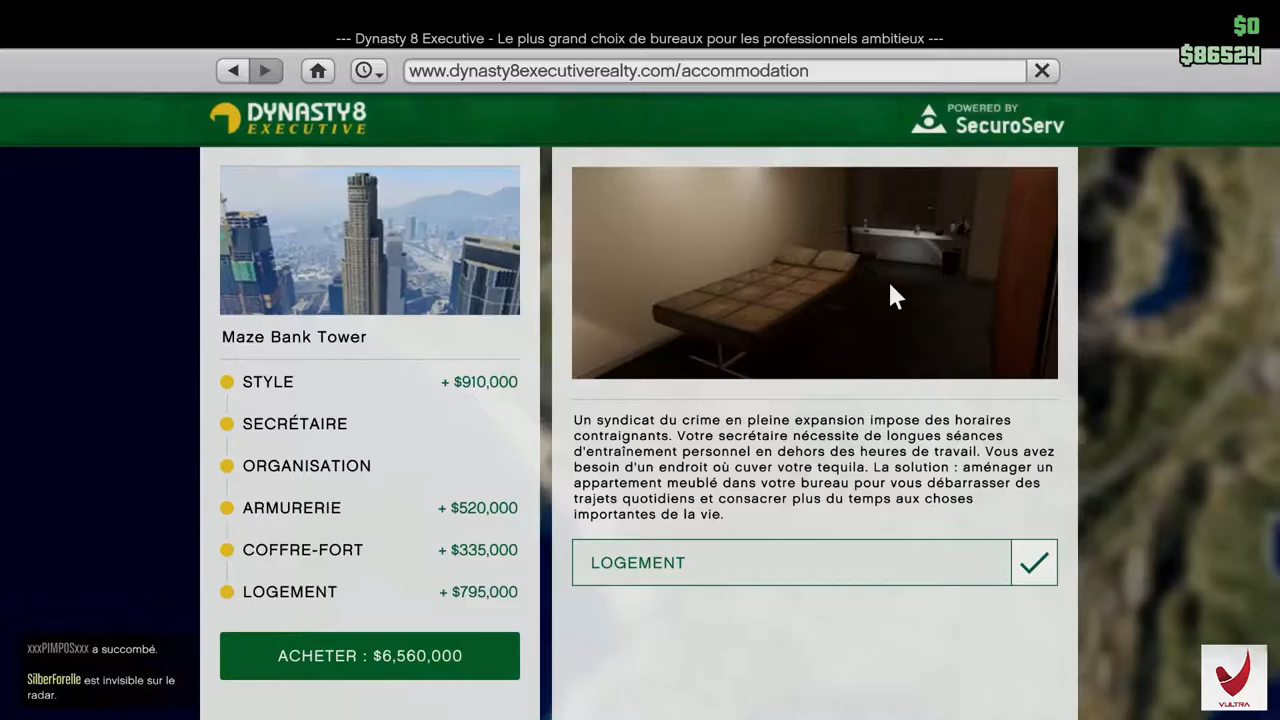 --- Dynasty 8 Executive - Le plus grand choix de bureaux pour les professionnels ambitieux ---
$0
$86524
www.dynasty8executiverealty.com/accommodation
DYNASTY 8
EXECUTIVE
POWERED BY
SecuroServ
Maze Bank Tower
STYLE + $910,000
SECRÉTAIRE
ORGANISATION
ARMURERIE + $520,000
COFFRE-FORT + $335,000
LOGEMENT + $795,000
ACHETER : $6,560,000
Un syndicat du crime en pleine expansion impose des horaires
contraignants. Votre secrétaire nécessite de longues séances
d'entraînement personnel en dehors des heures de travail. Vous avez
besoin d'un endroit où cuver votre tequila. La solution : aménager un
appartement meublé dans votre bureau pour vous débarrasser des
trajets quotidiens et consacrer plus du temps aux choses
importantes de la vie.
LOGEMENT
xxxPIMPOSxxx a succombé.
SilberForelle est invisible sur le
radar.
VULTRA